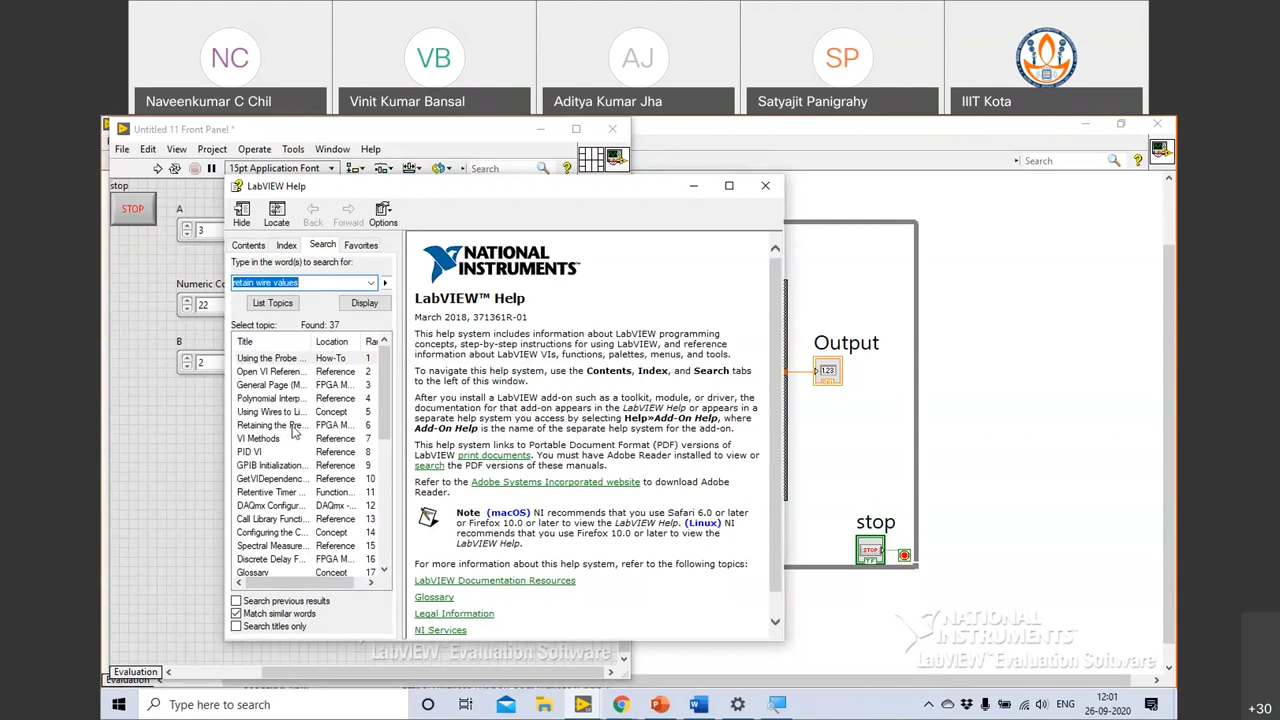 NC
VB
AJ
SP
Naveenkumar C Chil
Vinit Kumar Bansal
Aditya Kumar Jha
Satyajit Panigrahy
IIIT Kota
Untitled 11 Front Panel *
File Edit View Project Operate Tools Window Help
15pt Application Font
Search
Search
stop
STOP
A
3
Numeric Co
22
B
2
LabVIEW Help
Hide Locate Back Forward Options
Contents Index Search Favorites
Type in the word(s) to search for:
retain wire values
List Topics Display
Select topic: Found: 37
Title Location Ra
Using the Probe ... How-To 1
Open VI Referen... Reference 2
General Page (M... FPGA M... 3
Polynomial Interp... Reference 4
Using Wires to Li... Concept 5
Retaining the Pre... FPGA M... 6
VI Methods Reference 7
PID VI Reference 8
GPIB Initialization... Reference 9
GetVIDependenc... Reference 10
Retentive Timer ... Function... 11
DAQmx Configur... DAQmx -... 12
Call Library Functi... Reference 13
Configuring the C... Concept 14
Spectral Measure... Reference 15
Discrete Delay F... FPGA M... 16
Glossary Concept 17
Search previous results
Match similar words
Search titles only
NATIONAL
INSTRUMENTS™
LabVIEW™ Help
March 2018, 371361R-01
This help system includes information about LabVIEW programming
concepts, step-by-step instructions for using LabVIEW, and reference
information about LabVIEW VIs, functions, palettes, menus, and tools.
To navigate this help system, use the Contents, Index, and Search tabs
to the left of this window.
After you install a LabVIEW add-on such as a toolkit, module, or driver, the
documentation for that add-on appears in the LabVIEW Help or appears in a
separate help system you access by selecting Help»Add-On Help, where
Add-On Help is the name of the separate help system for the add-on.
This help system links to Portable Document Format (PDF) versions of
LabVIEW print documents. You must have Adobe Reader installed to view or
search the PDF versions of these manuals.
Refer to the Adobe Systems Incorporated website to download Adobe
Reader.
Note (macOS) NI recommends that you use Safari 6.0 or later
or Firefox 10.0 or later to view the LabVIEW Help. (Linux) NI
recommends that you use Firefox 10.0 or later to view the
LabVIEW Help.
For more information about this help system, refer to the following topics:
LabVIEW Documentation Resources
Glossary
Legal Information
NI Services
Output
1.23
stop
STOP
TF
NATIONAL
INSTRUMENTS™
LabVIEW™ Evaluation Software
LabVIEW™ Evaluation Software
Evaluation
Evaluation
Type here to search
ENG
12:01
26-09-2020
+30